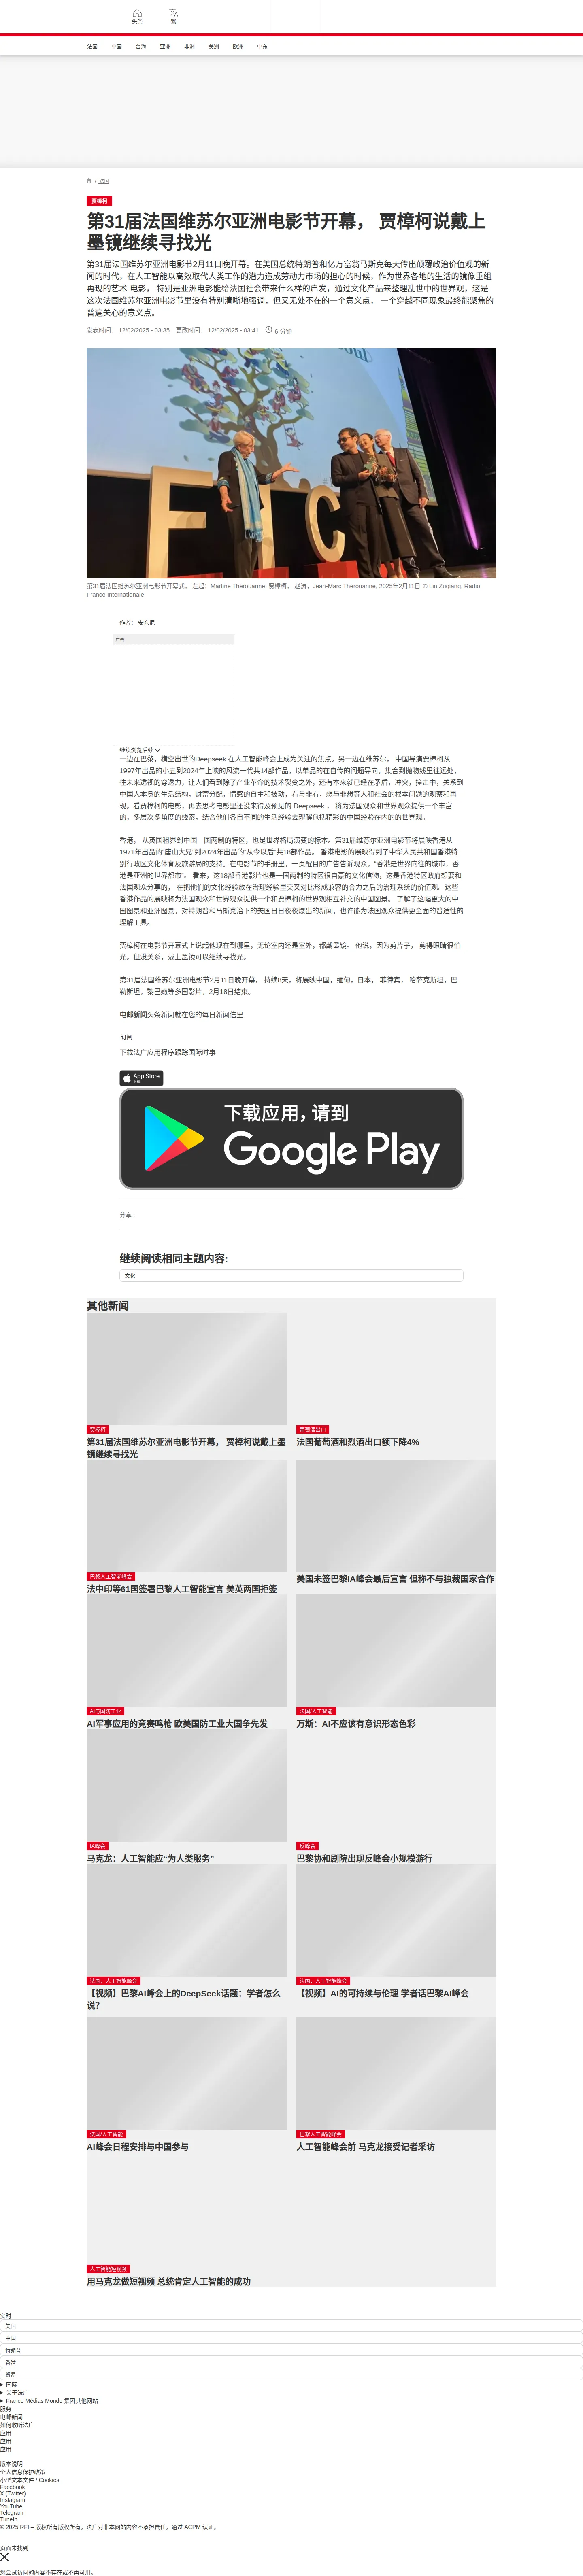 头条
繁
法国
中国
台海
亚洲
非洲
美洲
欧洲
中东
/ 法国
贾樟柯
第31届法国维苏尔亚洲电影节开幕， 贾樟柯说戴上
墨镜继续寻找光
第31届法国维苏尔亚洲电影节2月11日晚开幕。在美国总统特朗普和亿万富翁马斯克每天传出颠覆政治价值观的新
闻的时代，在人工智能以高效取代人类工作的潜力造成劳动力市场的担心的时候，作为世界各地的生活的镜像重组
再现的艺术-电影， 特别是亚洲电影能给法国社会带来什么样的启发，通过文化产品来整理乱世中的世界观，这是
这次法国维苏尔亚洲电影节里没有特别清晰地强调，但又无处不在的一个意义点， 一个穿越不同现象最终能聚焦的
普遍关心的意义点。
发表时间： 12/02/2025 - 03:35 更改时间： 12/02/2025 - 03:41 6 分钟
FICA
第31届法国维苏尔亚洲电影节开幕式。 左起：Martine Thérouanne, 贾樟柯， 赵涛，Jean-Marc Thérouanne, 2025年2月11日 © Lin Zuqiang, Radio
France Internationale
作者： 安东尼
广告
继续浏览后续
一边在巴黎，横空出世的Deepseek 在人工智能峰会上成为关注的焦点。另一边在维苏尔， 中国导演贾樟柯从
1997年出品的小五到2024年上映的风流一代共14部作品，以单品的在自传的问题导向，集合到抛物线里往远处，
往未来透视的穿透力，让人们看到除了产业革命的技术裂变之外，还有本来就已经在矛盾，冲突，撞击中，关系到
中国人本身的生活结构，财富分配，情感的自主和被动，看与非看，想与非想等人和社会的根本问题的观察和再
现。看贾樟柯的电影，再去思考电影里还没来得及预见的 Deepseek ， 将为法国观众和世界观众提供一个丰富
的，多层次多角度的线索，结合他们各自不同的生活经验去理解包括精彩的中国经验在内的的世界观。
香港， 从英国租界到中国一国两制的特区，也是世界格局演变的标本。第31届维苏尔亚洲电影节将展映香港从
1971年出品的“唐山大兄”到2024年出品的“从今以后”共18部作品。 香港电影的展映得到了中华人民共和国香港特
别行政区文化体育及旅游局的支持。在电影节的手册里，一页醒目的广告告诉观众，“香港是世界向往的城市，香
港是亚洲的世界都市”。 看来，这18部香港影片也是一国两制的特区很自豪的文化信物，这是香港特区政府想要和
法国观众分享的， 在把他们的文化经验放在治理经验里交叉对比形成兼容的合力之后的治理系统的价值观。这些
香港作品的展映将为法国观众和世界观众提供一个和贾樟柯的世界观相互补充的中国图景。 了解了这幅更大的中
国图景和亚洲图景，对特朗普和马斯克治下的美国日日夜夜爆出的新闻，也许能为法国观众提供更全面的普适性的
理解工具。
贾樟柯在电影节开幕式上说起他现在到哪里，无论室内还是室外，都戴墨镜。 他说，因为剪片子， 剪得眼睛很怕
光。但没关系，戴上墨镜可以继续寻找光。
第31届法国维苏尔亚洲电影节2月11日晚开幕， 持续8天，将展映中国，缅甸，日本， 菲律宾， 哈萨克斯坦，巴
勒斯坦，黎巴嫩等多国影片，2月18日结束。
电邮新闻头条新闻就在您的每日新闻信里
订阅
下载法广应用程序跟踪国际时事
App Store
下载
下载应用，请到
Google Play
分享 :
继续阅读相同主题内容:
文化
其他新闻
贾樟柯
第31届法国维苏尔亚洲电影节开幕， 贾樟柯说戴上墨
镜继续寻找光
葡萄酒出口
法国葡萄酒和烈酒出口额下降4%
巴黎人工智能峰会
法中印等61国签署巴黎人工智能宣言 美英两国拒签
美国未签巴黎IA峰会最后宣言 但称不与独裁国家合作
AI与国防工业
AI军事应用的竞赛鸣枪 欧美国防工业大国争先发
法国/人工智能
万斯：AI不应该有意识形态色彩
IA峰会
马克龙：人工智能应“为人类服务”
反峰会
巴黎协和剧院出现反峰会小规模游行
法国，人工智能峰会
【视频】巴黎AI峰会上的DeepSeek话题：学者怎么
说？
法国，人工智能峰会
【视频】AI的可持续与伦理 学者话巴黎AI峰会
法国/人工智能
AI峰会日程安排与中国参与
巴黎人工智能峰会
人工智能峰会前 马克龙接受记者采访
人工智能短视频
用马克龙做短视频 总统肯定人工智能的成功
实时
美国
中国
特朗普
香港
贸易
国际
关于法广
France Médias Monde 集团其他网站
服务
电邮新闻
如何收听法广
应用
应用
应用
版本说明
个人信息保护政策
小型文本文件 / Cookies
Facebook
X (Twitter)
Instagram
YouTube
Telegram
TuneIn
© 2025 RFI – 版权所有版权所有。法广对非本网站内容不承担责任。通过 ACPM 认证。
页面未找到
您尝试访问的内容不存在或不再可用。